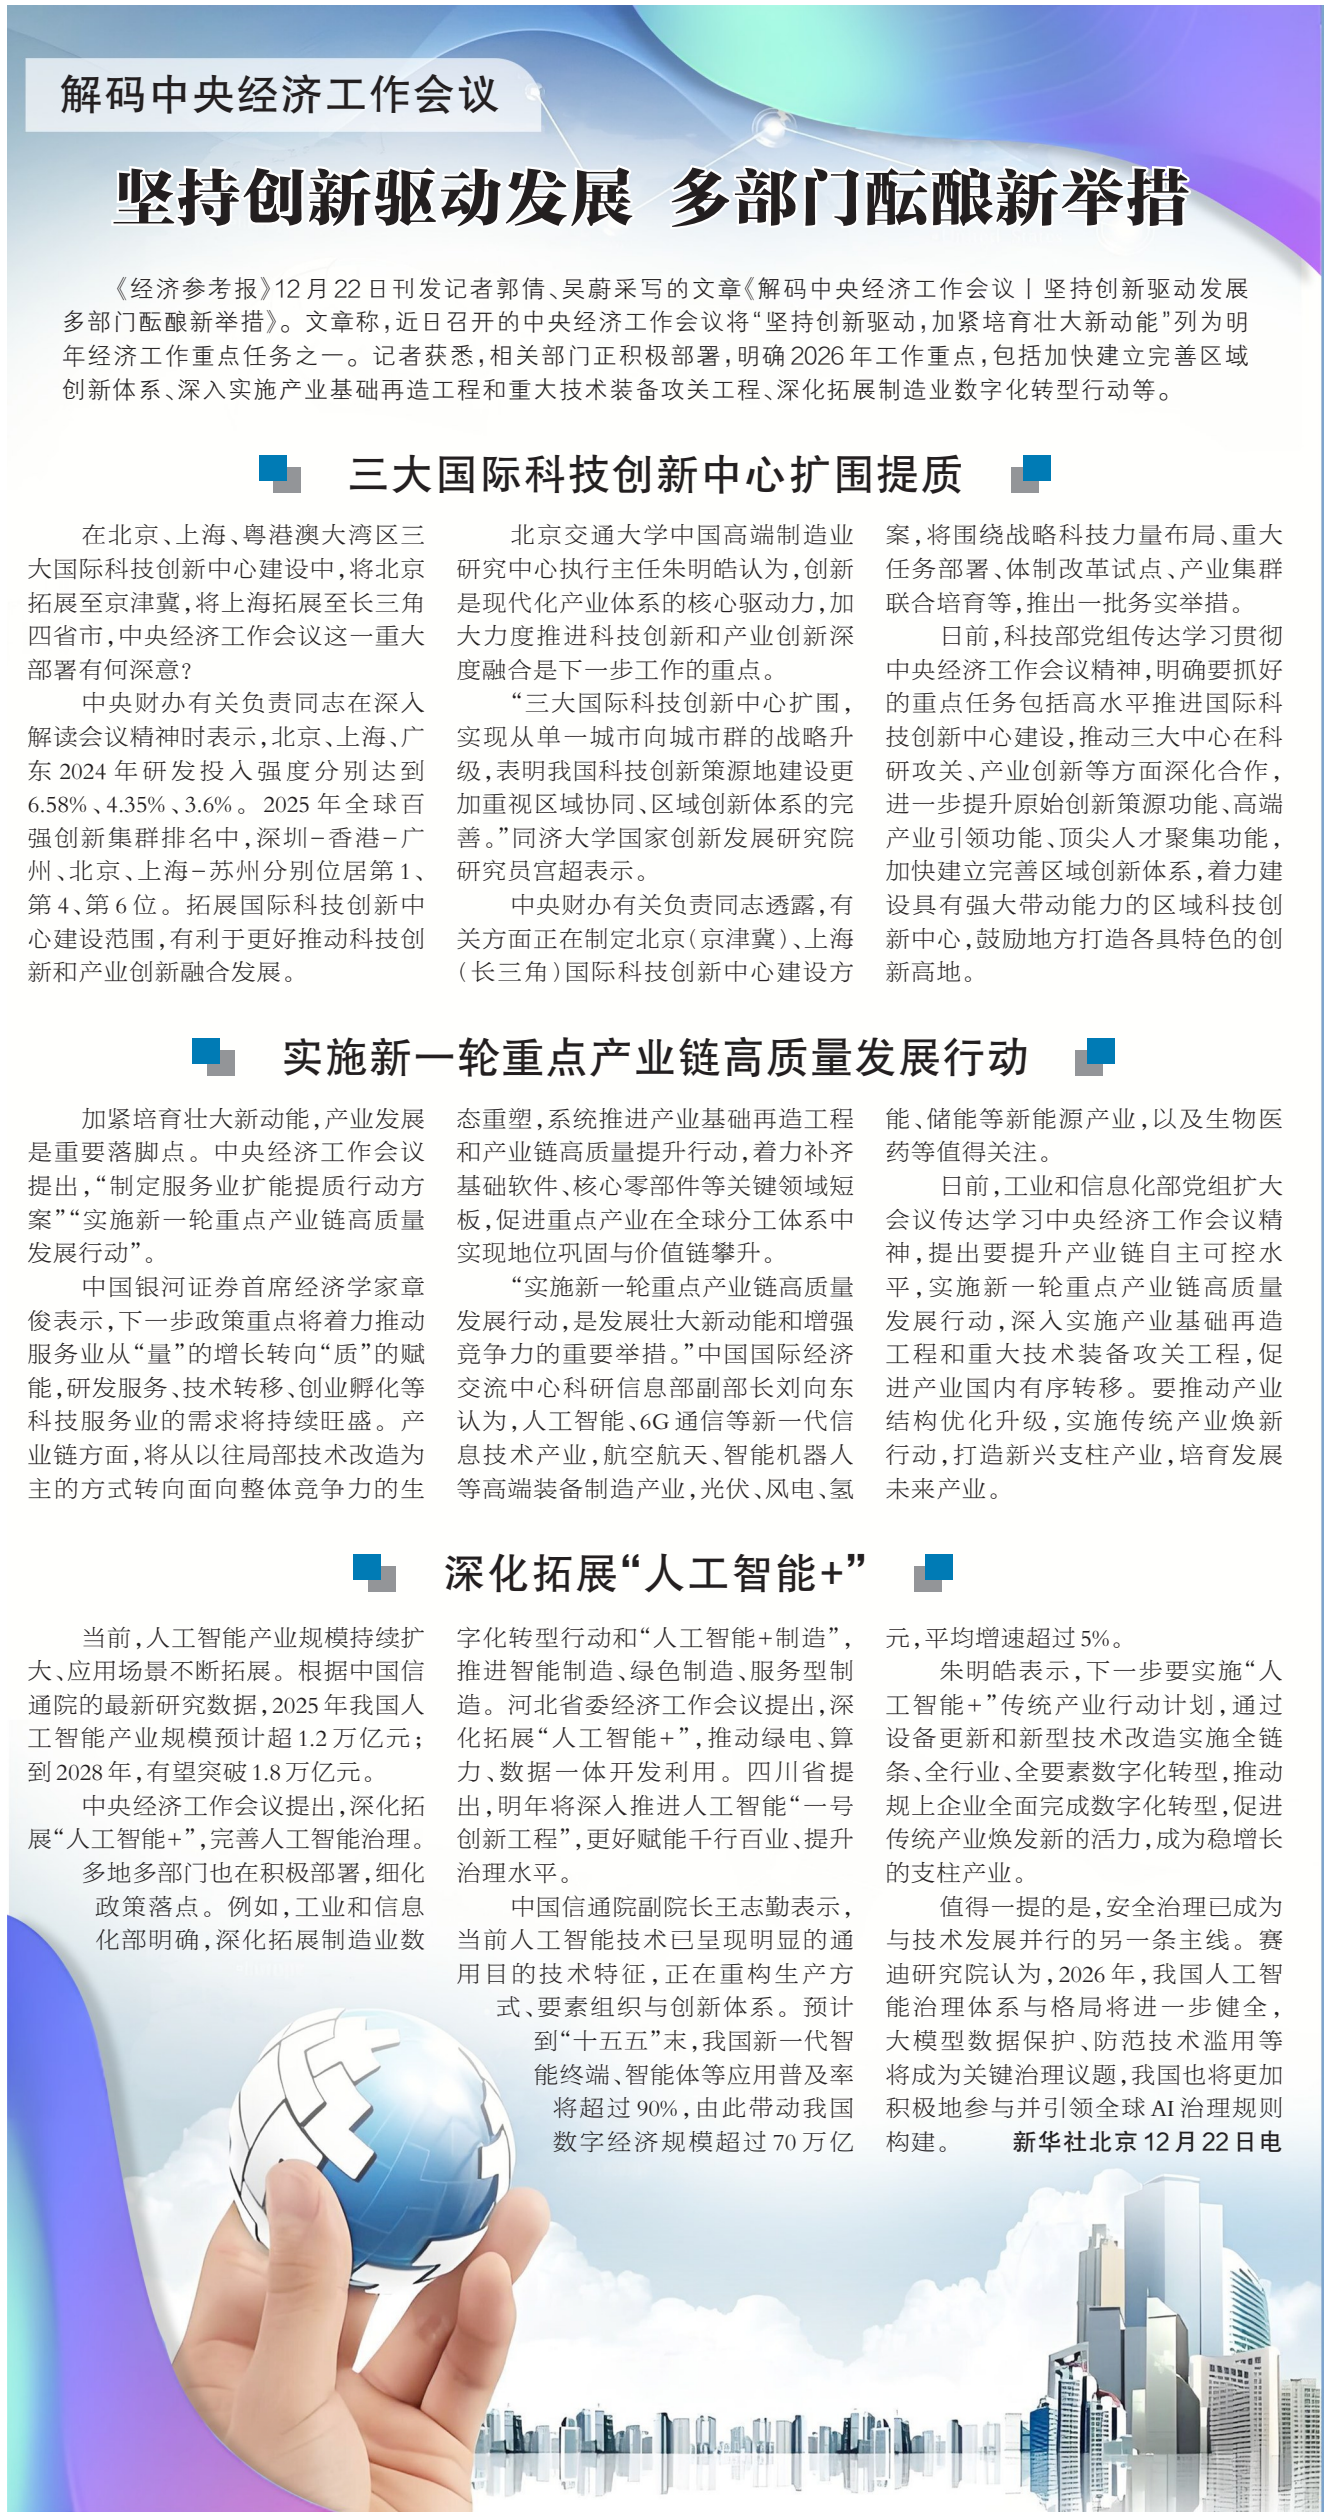 解码中央经济工作会议
坚持创新驱动发展 多部门酝酿新举措
《经济参考报》12月22日刊发记者郭倩、吴蔚采写的文章《解码中央经济工作会议丨坚持创新驱动发展
多部门酝酿新举措》。文章称,近日召开的中央经济工作会议将“坚持创新驱动,加紧培育壮大新动能”列为明
年经济工作重点任务之一。记者获悉,相关部门正积极部署,明确2026年工作重点,包括加快建立完善区域
创新体系、深入实施产业基础再造工程和重大技术装备攻关工程、深化拓展制造业数字化转型行动等。
三大国际科技创新中心扩围提质
在北京、上海、粤港澳大湾区三
大国际科技创新中心建设中,将北京
拓展至京津冀,将上海拓展至长三角
四省市,中央经济工作会议这一重大
部署有何深意?
中央财办有关负责同志在深入
解读会议精神时表示,北京、上海、广
东2024年研发投入强度分别达到
6.58%、4.35%、3.6%。2025年全球百
强创新集群排名中,深圳-香港-广
州、北京、上海-苏州分别位居第1、
第4、第6位。拓展国际科技创新中
心建设范围,有利于更好推动科技创
新和产业创新融合发展。
北京交通大学中国高端制造业
研究中心执行主任朱明皓认为,创新
是现代化产业体系的核心驱动力,加
大力度推进科技创新和产业创新深
度融合是下一步工作的重点。
“三大国际科技创新中心扩围,
实现从单一城市向城市群的战略升
级,表明我国科技创新策源地建设更
加重视区域协同、区域创新体系的完
善。”同济大学国家创新发展研究院
研究员宫超表示。
中央财办有关负责同志透露,有
关方面正在制定北京(京津冀)、上海
(长三角)国际科技创新中心建设方
案,将围绕战略科技力量布局、重大
任务部署、体制改革试点、产业集群
联合培育等,推出一批务实举措。
日前,科技部党组传达学习贯彻
中央经济工作会议精神,明确要抓好
的重点任务包括高水平推进国际科
技创新中心建设,推动三大中心在科
研攻关、产业创新等方面深化合作,
进一步提升原始创新策源功能、高端
产业引领功能、顶尖人才聚集功能,
加快建立完善区域创新体系,着力建
设具有强大带动能力的区域科技创
新中心,鼓励地方打造各具特色的创
新高地。
实施新一轮重点产业链高质量发展行动
加紧培育壮大新动能,产业发展
是重要落脚点。中央经济工作会议
提出,“制定服务业扩能提质行动方
案”“实施新一轮重点产业链高质量
发展行动”。
中国银河证券首席经济学家章
俊表示,下一步政策重点将着力推动
服务业从“量”的增长转向“质”的赋
能,研发服务、技术转移、创业孵化等
科技服务业的需求将持续旺盛。产
业链方面,将从以往局部技术改造为
主的方式转向面向整体竞争力的生
态重塑,系统推进产业基础再造工程
和产业链高质量提升行动,着力补齐
基础软件、核心零部件等关键领域短
板,促进重点产业在全球分工体系中
实现地位巩固与价值链攀升。
“实施新一轮重点产业链高质量
发展行动,是发展壮大新动能和增强
竞争力的重要举措。”中国国际经济
交流中心科研信息部副部长刘向东
认为,人工智能、6G通信等新一代信
息技术产业,航空航天、智能机器人
等高端装备制造产业,光伏、风电、氢
能、储能等新能源产业,以及生物医
药等值得关注。
日前,工业和信息化部党组扩大
会议传达学习中央经济工作会议精
神,提出要提升产业链自主可控水
平,实施新一轮重点产业链高质量
发展行动,深入实施产业基础再造
工程和重大技术装备攻关工程,促
进产业国内有序转移。要推动产业
结构优化升级,实施传统产业焕新
行动,打造新兴支柱产业,培育发展
未来产业。
深化拓展“人工智能+”
当前,人工智能产业规模持续扩
大、应用场景不断拓展。根据中国信
通院的最新研究数据,2025年我国人
工智能产业规模预计超1.2万亿元;
到2028年,有望突破1.8万亿元。
中央经济工作会议提出,深化拓
展“人工智能+”,完善人工智能治理。
多地多部门也在积极部署,细化
政策落点。例如,工业和信息
化部明确,深化拓展制造业数
字化转型行动和“人工智能+制造”,
推进智能制造、绿色制造、服务型制
造。河北省委经济工作会议提出,深
化拓展“人工智能+”,推动绿电、算
力、数据一体开发利用。四川省提
出,明年将深入推进人工智能“一号
创新工程”,更好赋能千行百业、提升
治理水平。
中国信通院副院长王志勤表示,
当前人工智能技术已呈现明显的通
用目的技术特征,正在重构生产方
式、要素组织与创新体系。预计
到“十五五”末,我国新一代智
能终端、智能体等应用普及率
将超过90%,由此带动我国
数字经济规模超过70万亿
元,平均增速超过5%。
朱明皓表示,下一步要实施“人
工智能+”传统产业行动计划,通过
设备更新和新型技术改造实施全链
条、全行业、全要素数字化转型,推动
规上企业全面完成数字化转型,促进
传统产业焕发新的活力,成为稳增长
的支柱产业。
值得一提的是,安全治理已成为
与技术发展并行的另一条主线。赛
迪研究院认为,2026年,我国人工智
能治理体系与格局将进一步健全,
大模型数据保护、防范技术滥用等
将成为关键治理议题,我国也将更加
积极地参与并引领全球AI治理规则
构建。 新华社北京12月22日电